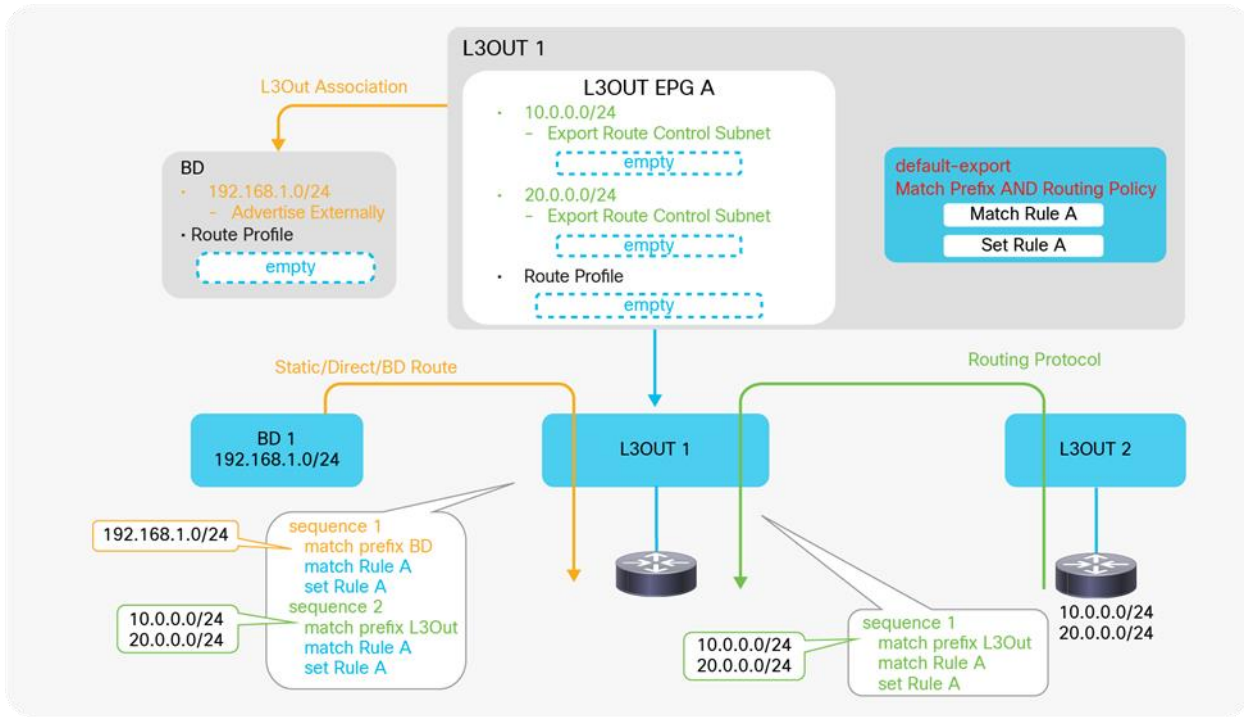 L3OUT 1
L3Out Association
L3OUT EPG A
· 10.0.0.0/24
– Export Route Control Subnet
empty
· 20.0.0.0/24
– Export Route Control Subnet
empty
· Route Profile
empty
BD
· 192.168.1.0/24
– Advertise Externally
· Route Profile
empty
default-export
Match Prefix AND Routing Policy
Match Rule A
Set Rule A
Static/Direct/BD Route
Routing Protocol
BD 1
192.168.1.0/24
L3OUT 1
L3OUT 2
192.168.1.0/24
sequence 1
match prefix BD
match Rule A
set Rule A
sequence 2
match prefix L3Out
match Rule A
set Rule A
10.0.0.0/24
20.0.0.0/24
10.0.0.0/24
20.0.0.0/24
sequence 1
match prefix L3Out
match Rule A
set Rule A
10.0.0.0/24
20.0.0.0/24